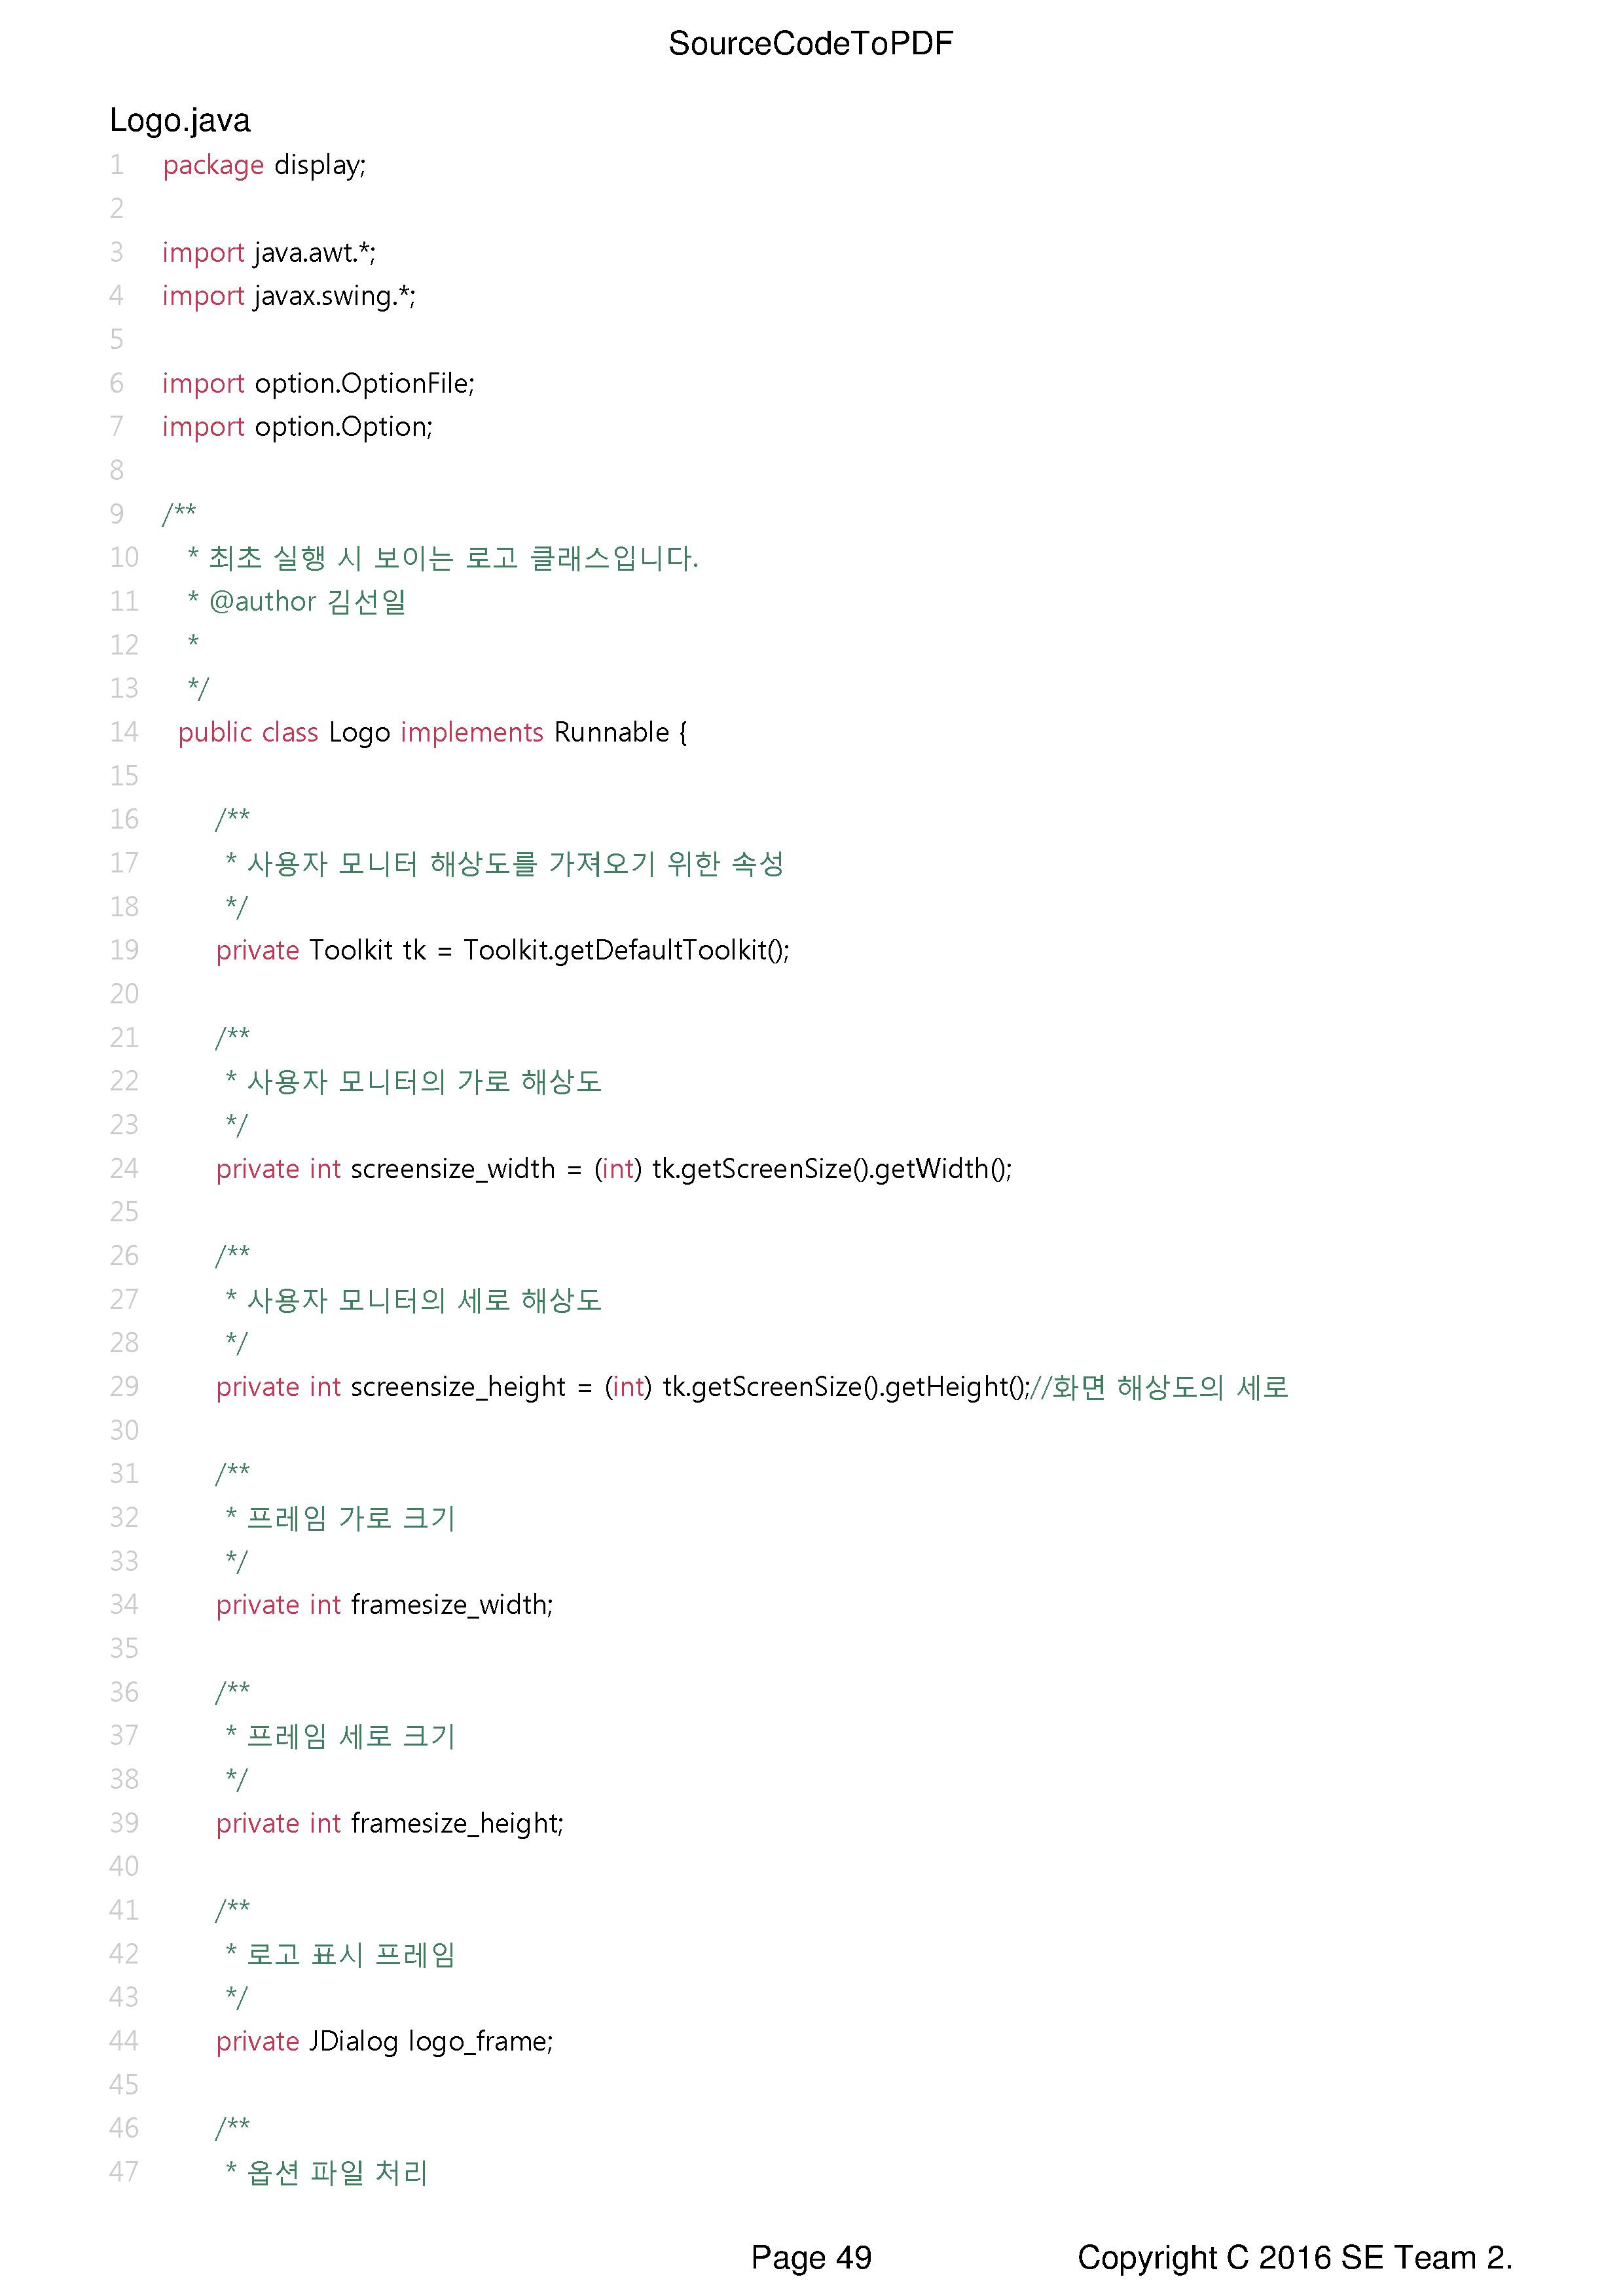 SourceCodeToPDF
Logo.java
1 package display;
2
3 import java.awt.*;
4 import javax.swing.*;
5
6 import option.OptionFile;
7 import option.Option;
8
9 /**
10 * 최초 실행 시 보이는 로고 클래스입니다.
11 * @author 김선일
12 *
13 */
14 public class Logo implements Runnable {
15
16 /**
17 * 사용자 모니터 해상도를 가져오기 위한 속성
18 */
19 private Toolkit tk = Toolkit.getDefaultToolkit();
20
21 /**
22 * 사용자 모니터의 가로 해상도
23 */
24 private int screensize_width = (int) tk.getScreenSize().getWidth();
25
26 /**
27 * 사용자 모니터의 세로 해상도
28 */
29 private int screensize_height = (int) tk.getScreenSize().getHeight();//화면 해상도의 세로
30
31 /**
32 * 프레임 가로 크기
33 */
34 private int framesize_width;
35
36 /**
37 * 프레임 세로 크기
38 */
39 private int framesize_height;
40
41 /**
42 * 로고 표시 프레임
43 */
44 private JDialog logo_frame;
45
46 /**
47 * 옵션 파일 처리
Page 49 Copyright C 2016 SE Team 2.